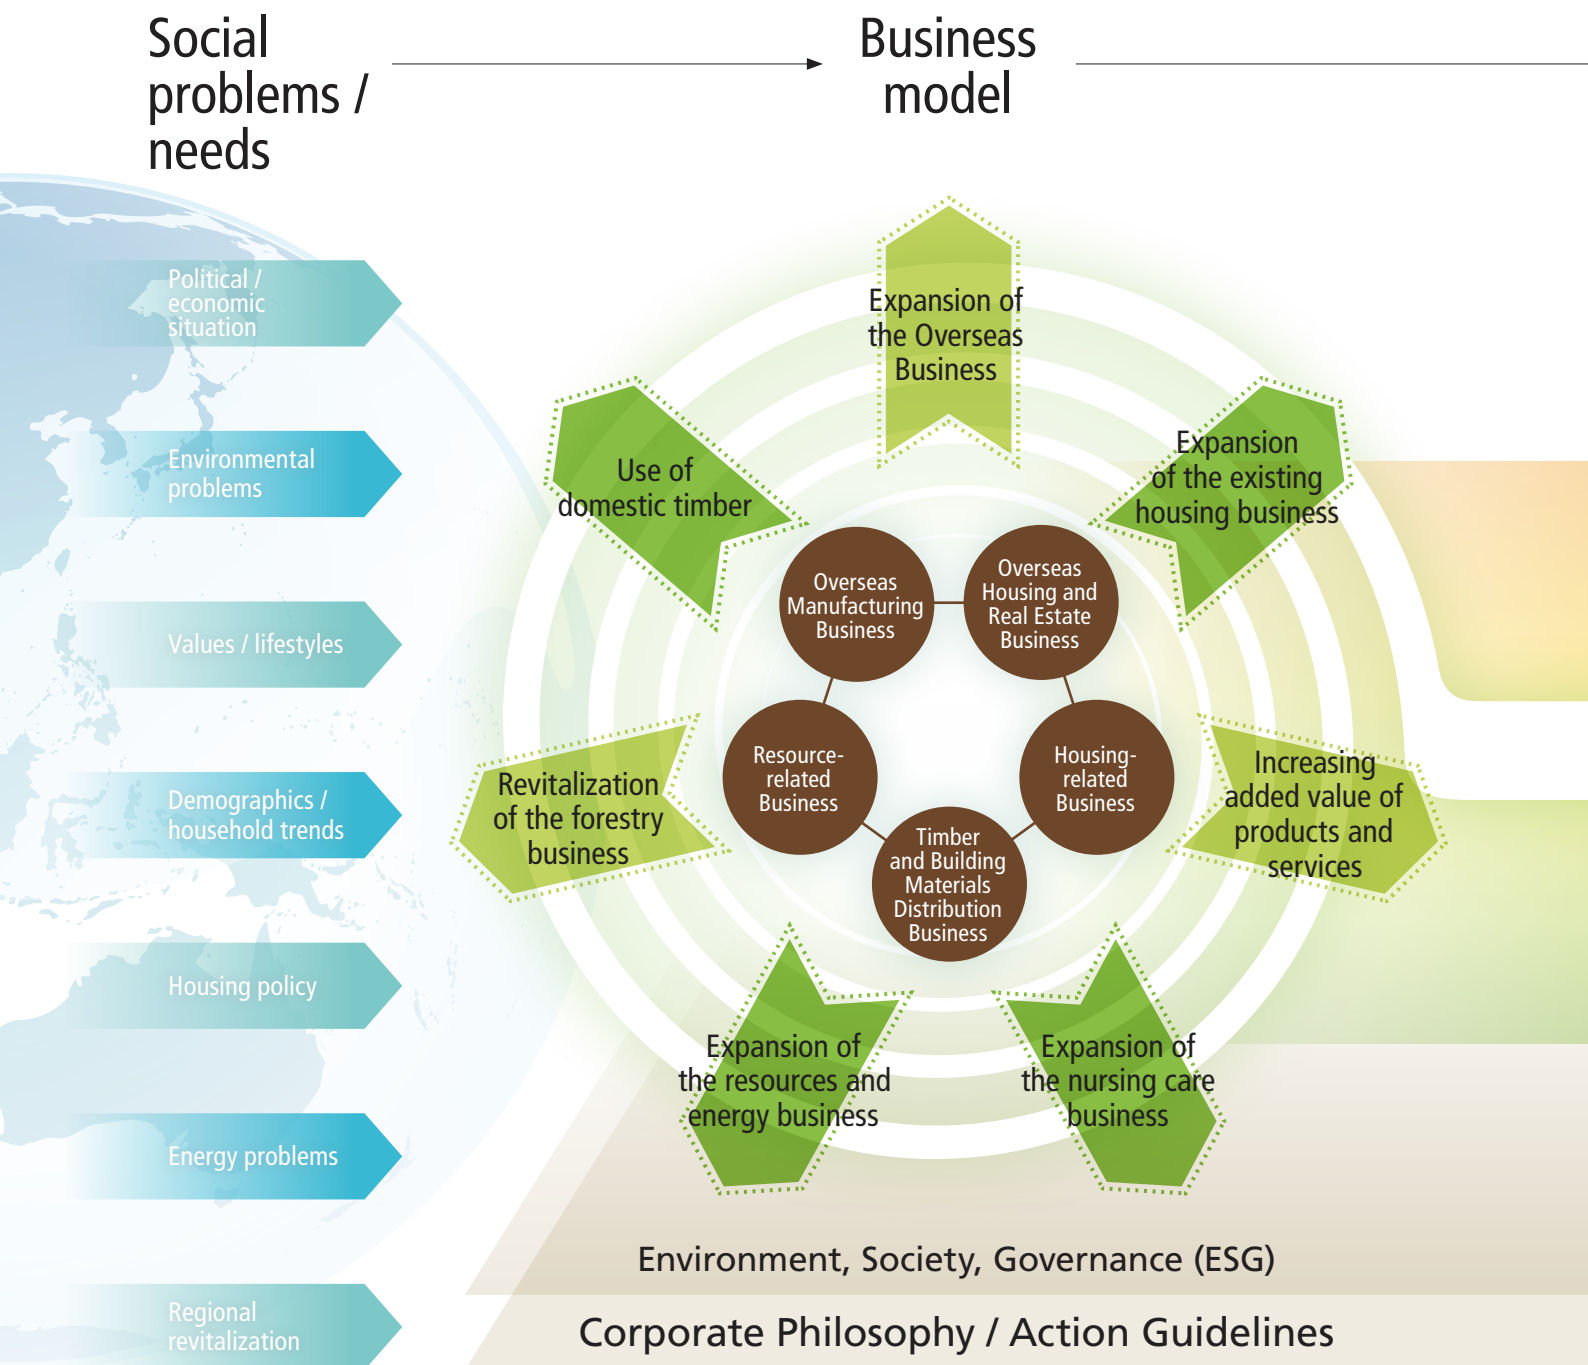 Social
problems /
needs
Business
model
Political /
economic
situation
Environmental
problems
Values / lifestyles
Demographics /
household trends
Housing policy
Energy problems
Regional
revitalization
Expansion of
the Overseas
Business
Use of
domestic timber
Expansion
of the existing
housing business
Overseas
Manufacturing
Business
Overseas
Housing and
Real Estate
Business
Resource-
related
Business
Housing-
related
Business
Timber
and Building
Materials
Distribution
Business
Revitalization
of the forestry
business
Increasing
added value of
products and
services
Expansion of
the resources and
energy business
Expansion of
the nursing care
business
Environment, Society, Governance (ESG)
Corporate Philosophy / Action Guidelines